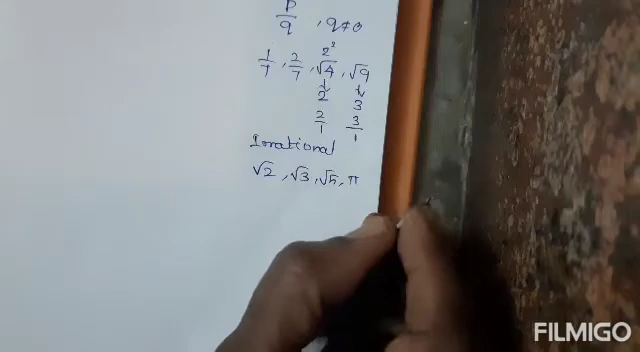 p/q , q≠0
1/7 , 2/7 , √4 , √9
2²
↓ ↓
2 3
2/1 3/1
Irrational
√2 , √3 , √5 , π
FILMIGO